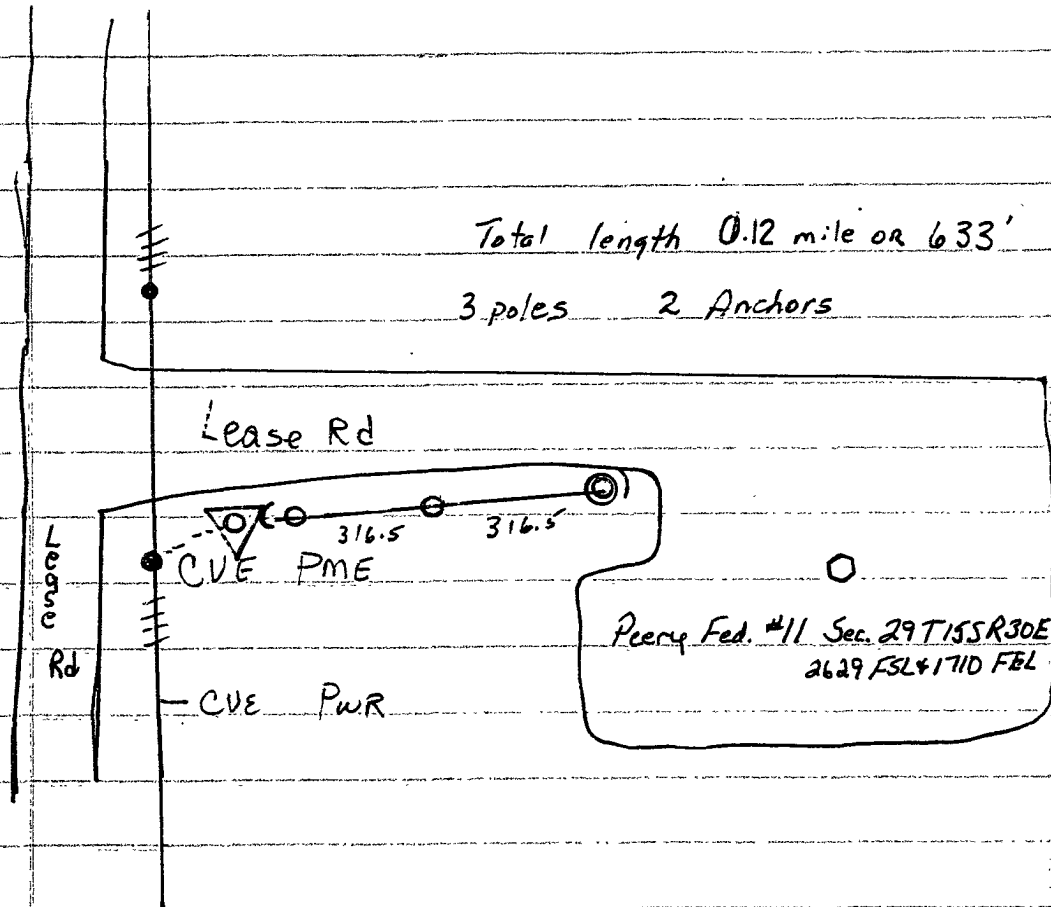 Total length 0.12 mile OR 633'
3 poles 2 Anchors
Lease Rd
316.5 316.5
CVE PME
Lease Rd
Peery Fed. #11 Sec. 29 T15S R30E
2629 FSL & 1710 FEL
CVE PWR